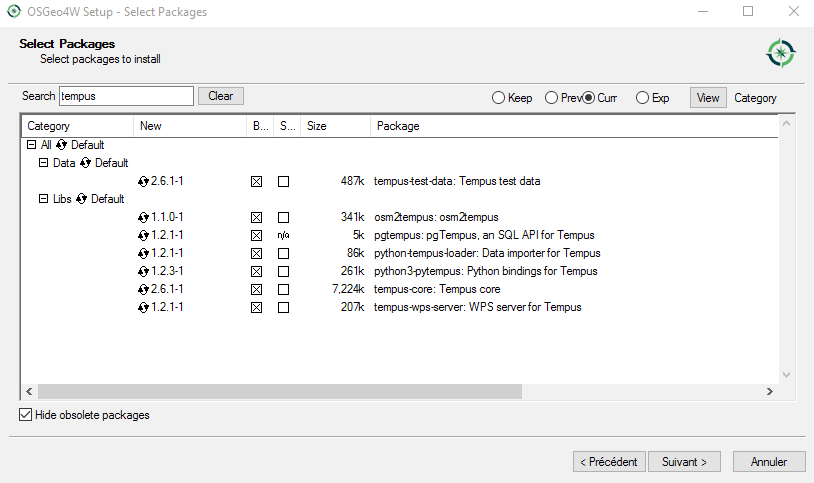 OSGeo4W Setup - Select Packages
Select Packages
Select packages to install
Search tempus Clear Keep Prev Curr Exp View Category
Category New B... S... Size Package
All Default
Data Default
2.6.1-1 487k tempus-test-data: Tempus test data
Libs Default
1.1.0-1 341k osm2tempus: osm2tempus
1.2.1-1 n/a 5k pgtempus: pgTempus, an SQL API for Tempus
1.2.1-1 86k python-tempus-loader: Data importer for Tempus
1.2.3-1 261k python3-pytempus: Python bindings for Tempus
2.6.1-1 7,224k tempus-core: Tempus core
1.2.1-1 207k tempus-wps-server: WPS server for Tempus
Hide obsolete packages
< Précédent Suivant > Annuler